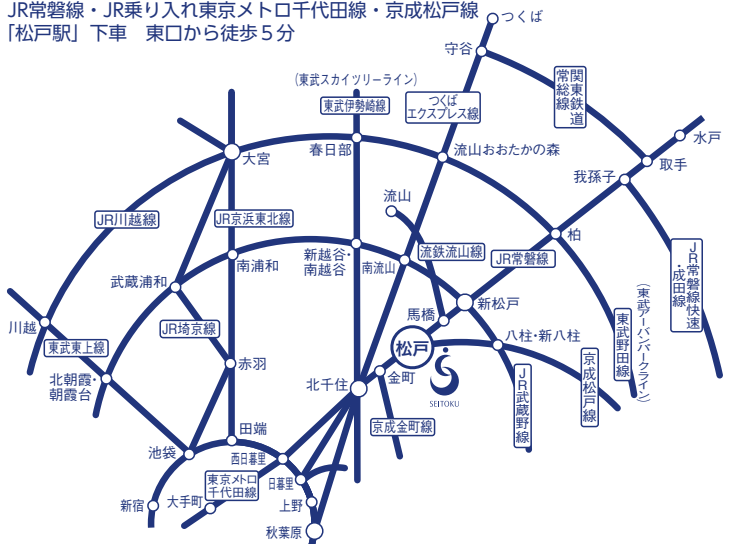 JR常磐線・JR乗り入れ東京メトロ千代田線・京成松戸線
「松戸駅」下車　東口から徒歩５分
つくば
守谷
関東鉄道
常総線
(東武スカイツリーライン)
東武伊勢崎線
つくば
エクスプレス線
水戸
取手
我孫子
大宮
春日部
流山おおたかの森
流山
JR川越線
JR京浜東北線
柏
南浦和
新越谷・
南越谷
南流山
流鉄流山線
JR常磐線
JR常磐線快速
・成田線
武蔵浦和
新松戸
馬橋
川越
JR埼京線
東武東上線
松戸
八柱・新八柱
東武野田線
(東武アーバンパークライン)
北朝霞・
朝霞台
赤羽
北千住
金町
SEITOKU
JR武蔵野線
京成松戸線
京成金町線
田端
池袋
西日暮里
東京メトロ
千代田線
日暮里
新宿
大手町
上野
秋葉原